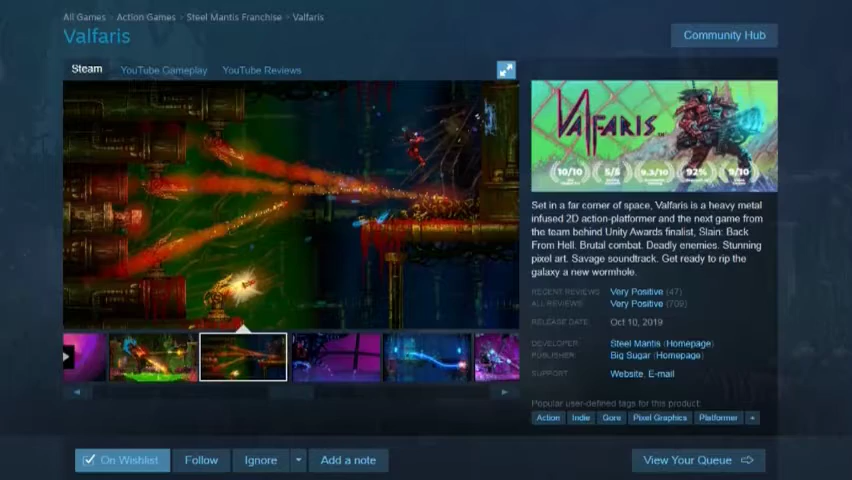 All Games > Action Games > Steel Mantis Franchise > Valfaris
Valfaris
Community Hub
Steam
YouTube Gameplay
YouTube Reviews
VALFARIS
10/10
5/5
9.3/10
92%
9/10
Set in a far corner of space, Valfaris is a heavy metal
infused 2D action-platformer and the next game from
the team behind Unity Awards finalist, Slain: Back
From Hell. Brutal combat. Deadly enemies. Stunning
pixel art. Savage soundtrack. Get ready to rip the
galaxy a new wormhole.
RECENT REVIEWS: Very Positive (47)
ALL REVIEWS: Very Positive (709)
RELEASE DATE: Oct 10, 2019
DEVELOPER: Steel Mantis (Homepage)
PUBLISHER: Big Sugar (Homepage)
SUPPORT: Website, E-mail
Popular user-defined tags for this product:
Action Indie Gore Pixel Graphics Platformer +
On Wishlist
Follow
Ignore
Add a note
View Your Queue